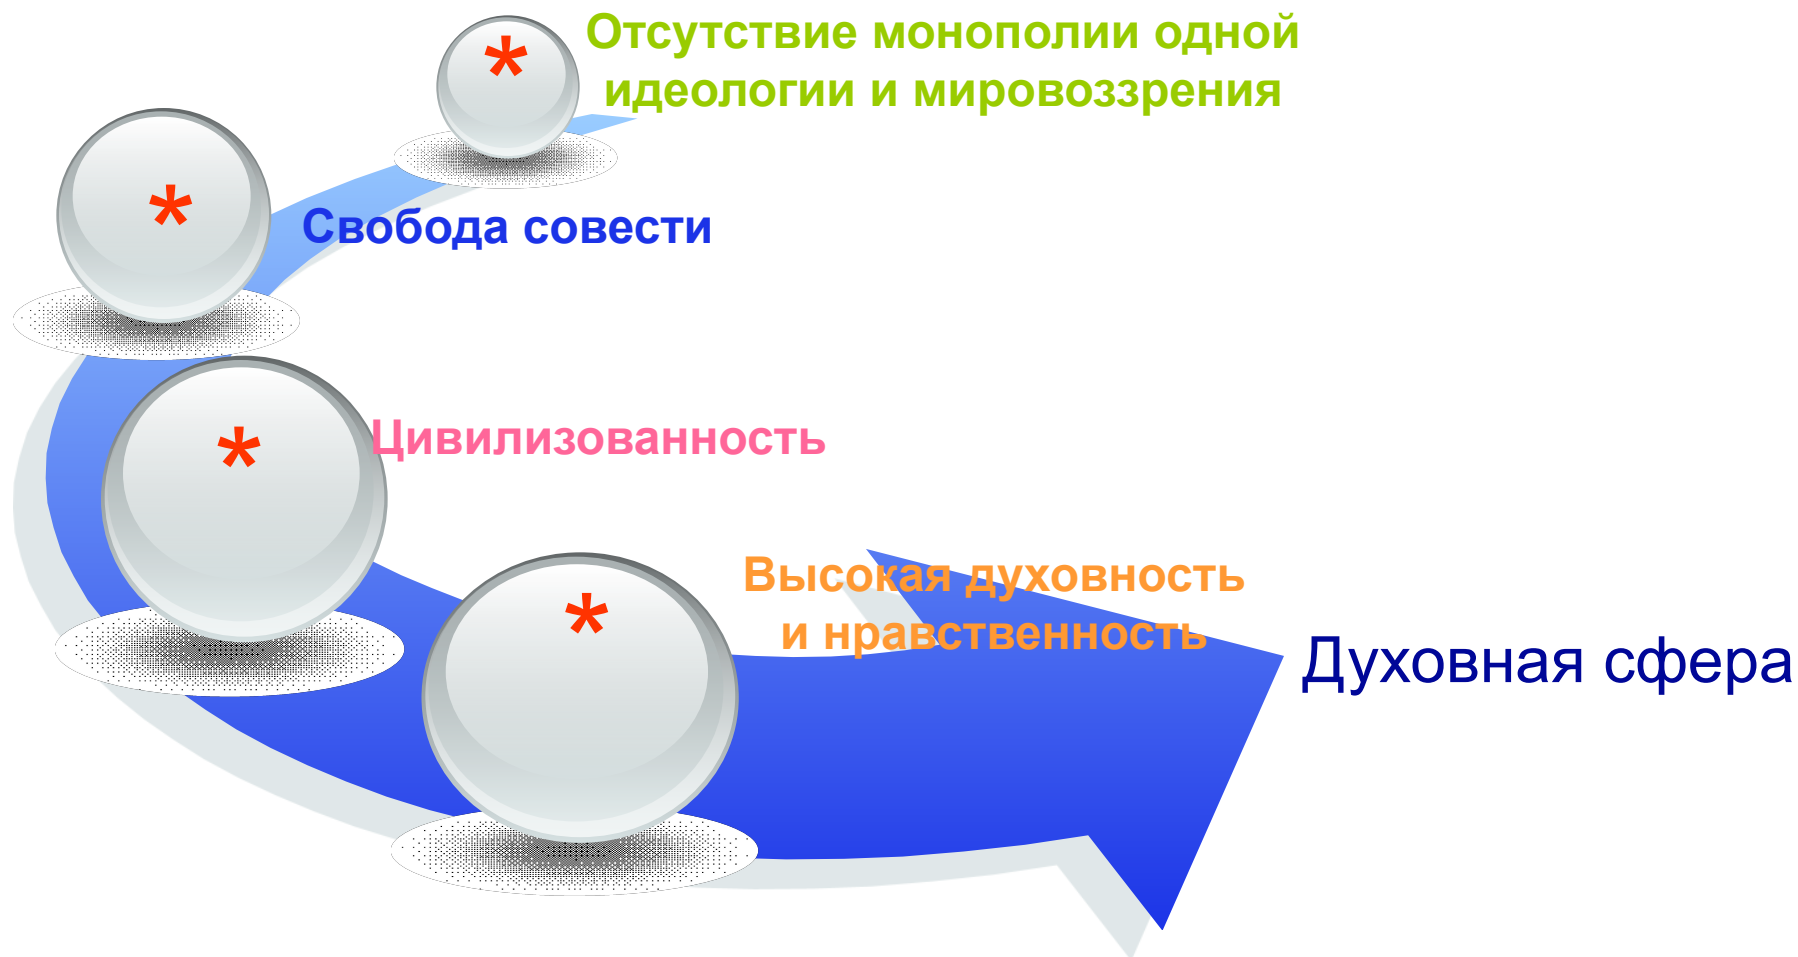 *
Отсутствие монополии одной
идеологии и мировоззрения
*
Свобода совести
*
Цивилизованность
*
Высокая духовность
и нравственность
Духовная сфера